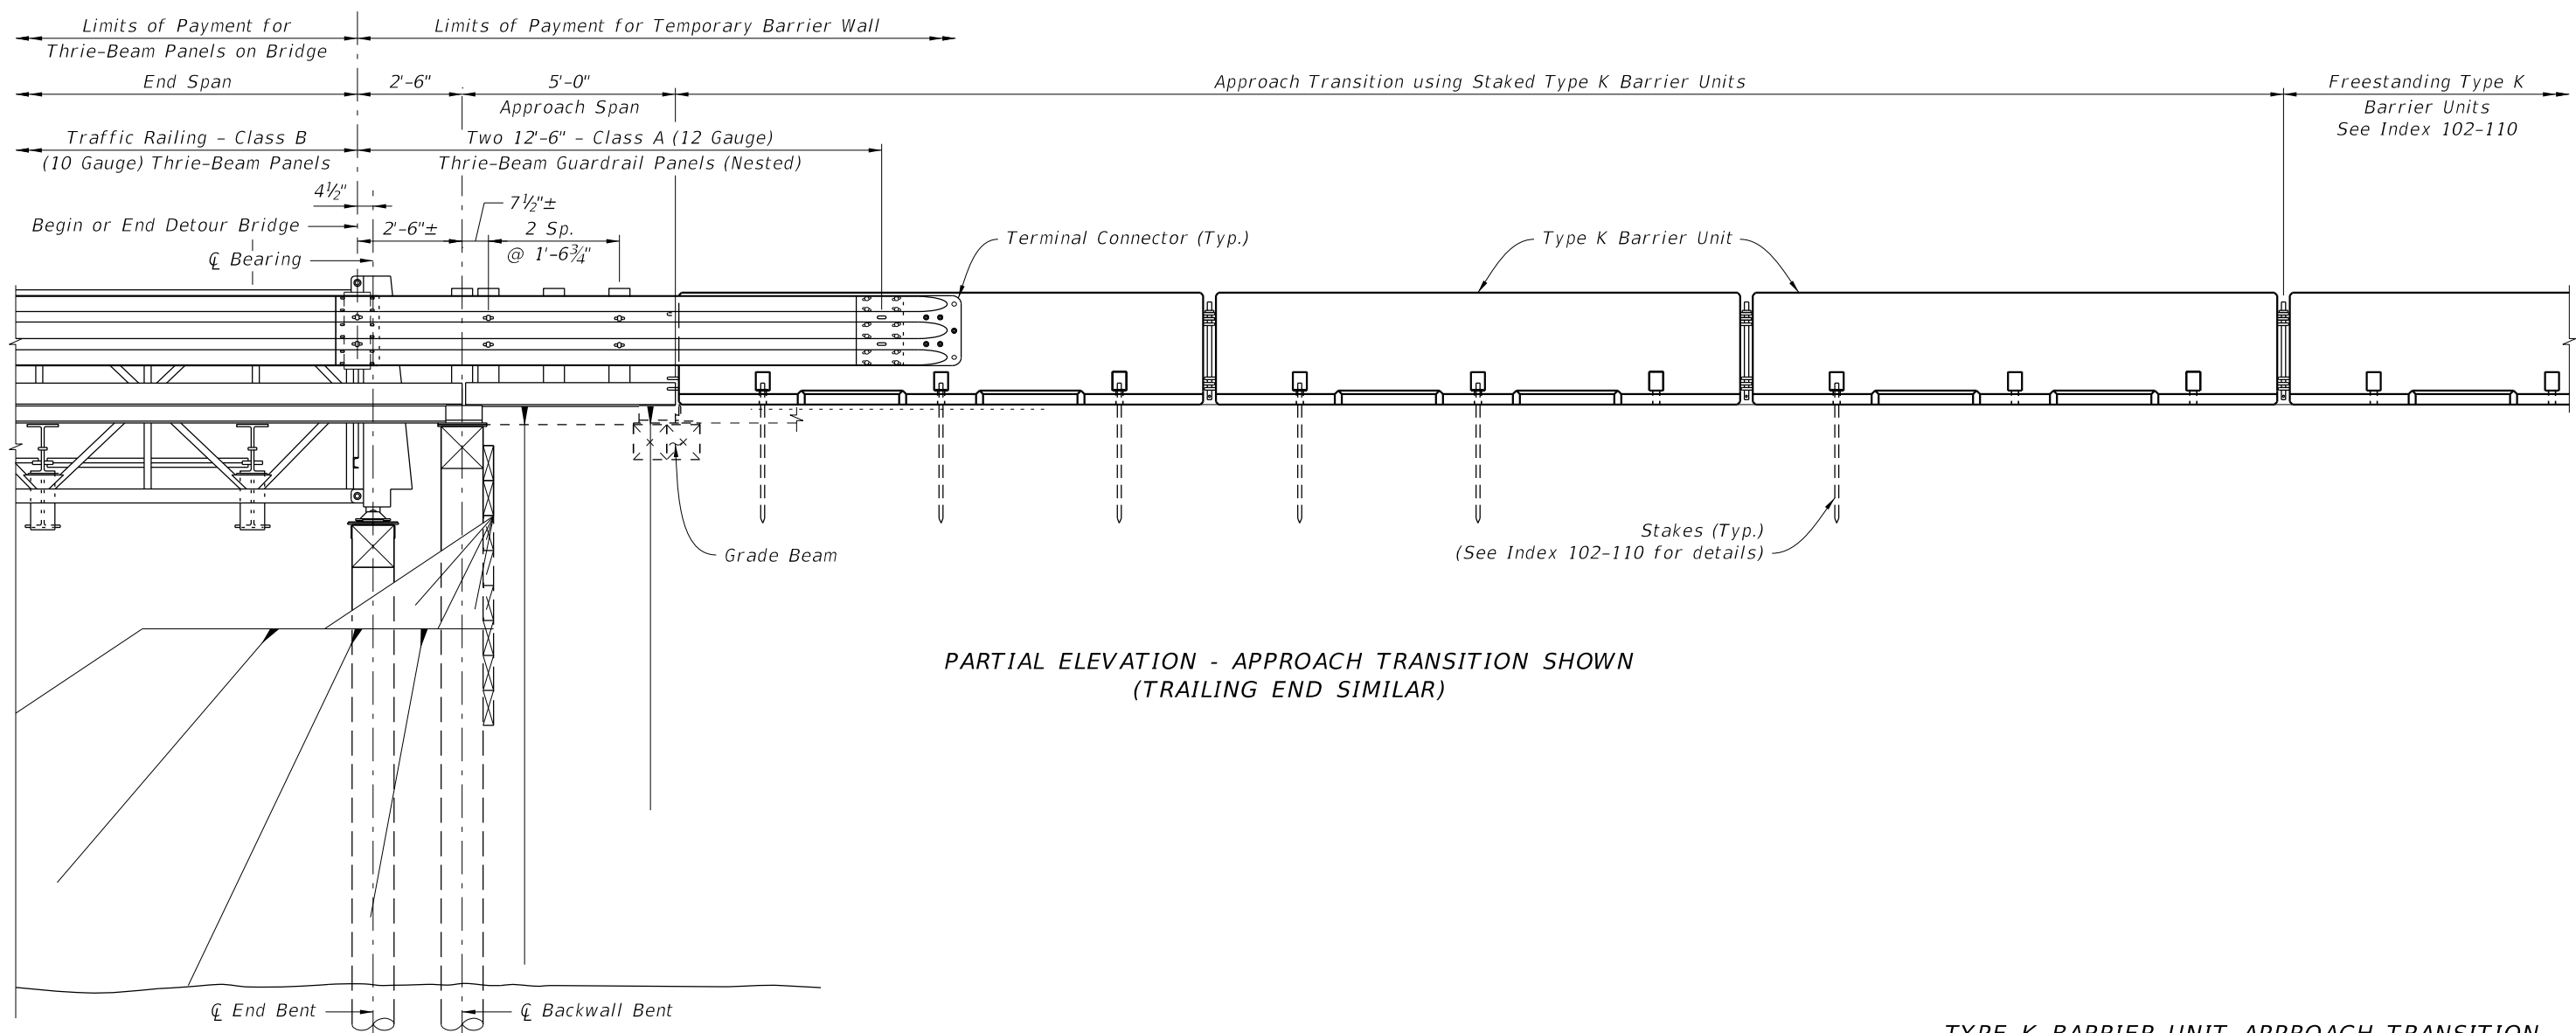 Limits of Payment for
Thrie-Beam Panels on Bridge
Limits of Payment for Temporary Barrier Wall
End Span
2'-6"
5'-0"
Approach Span
Approach Transition using Staked Type K Barrier Units
Freestanding Type K
Barrier Units
See Index 102-110
Traffic Railing - Class B
(10 Gauge) Thrie-Beam Panels
Two 12'-6" - Class A (12 Gauge)
Thrie-Beam Guardrail Panels (Nested)
4½"
7½"±
Begin or End Detour Bridge
2'-6"±
2 Sp.
@ 1'-6¾"
℄ Bearing
Terminal Connector (Typ.)
Type K Barrier Unit
Grade Beam
Stakes (Typ.)
(See Index 102-110 for details)
PARTIAL ELEVATION - APPROACH TRANSITION SHOWN
(TRAILING END SIMILAR)
℄ End Bent
℄ Backwall Bent
TYPE K BARRIER UNIT APPROACH TRANSITION